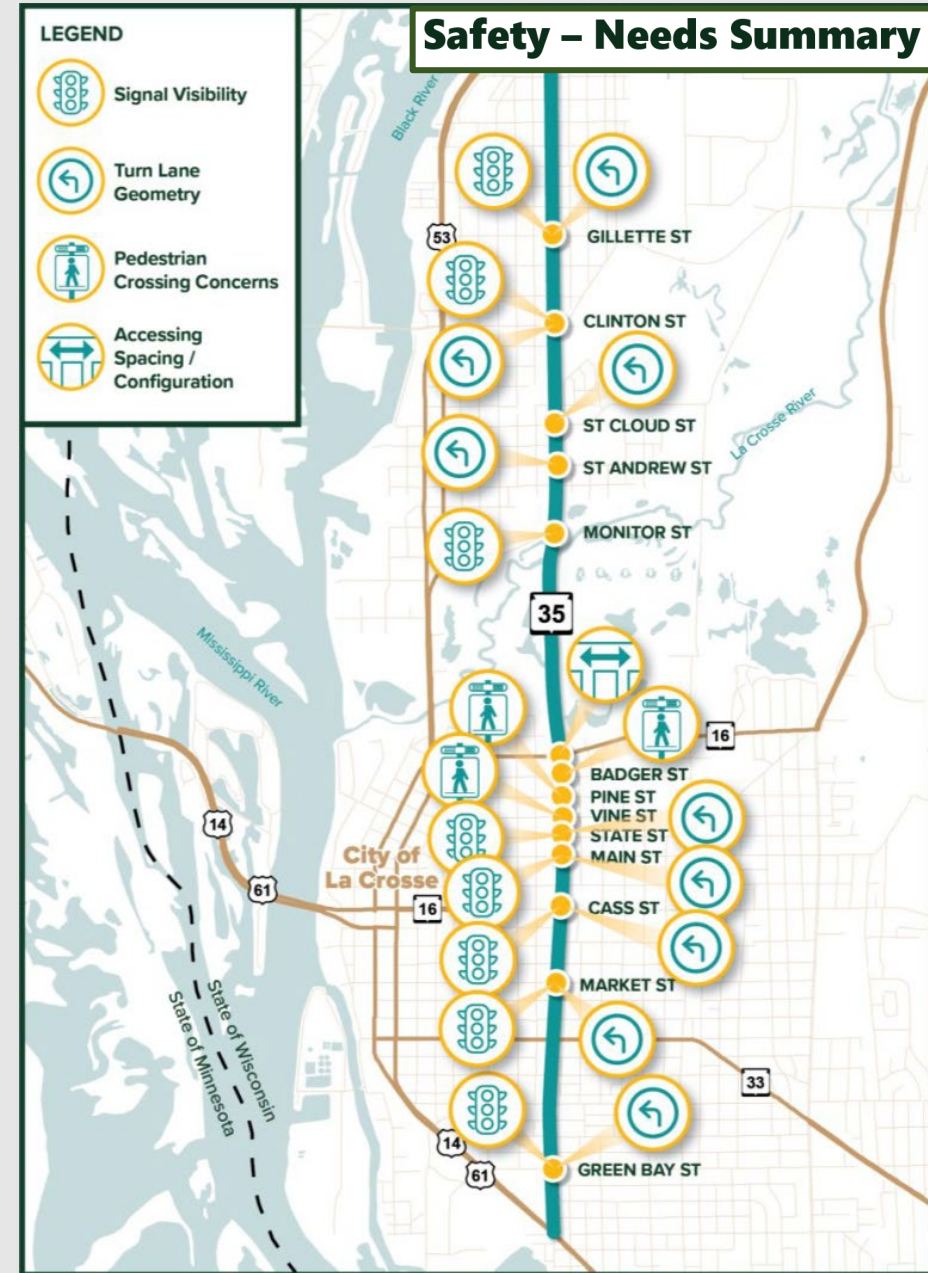 Safety – Needs Summary
LEGEND
Signal Visibility
Turn Lane
Geometry
Pedestrian
Crossing Concerns
Accessing
Spacing /
Configuration
Black River
53
GILLETTE ST
CLINTON ST
ST CLOUD ST
La Crosse River
ST ANDREW ST
MONITOR ST
35
Mississippi River
16
BADGER ST
PINE ST
VINE ST
STATE ST
MAIN ST
14
City of
La Crosse
61
16
CASS ST
MARKET ST
State of Wisconsin
State of Minnesota
33
14
61
GREEN BAY ST